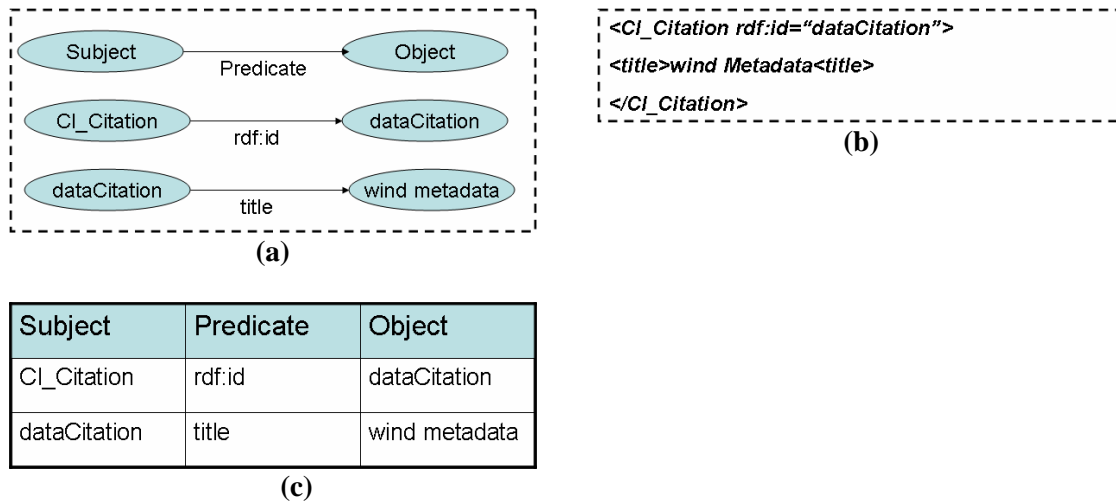 Subject
Object
Predicate
CI_Citation
dataCitation
rdf:id
dataCitation
wind metadata
title
(a)
<CI_Citation rdf:id=“dataCitation”>
<title>wind Metadata<title>
</CI_Citation>
(b)
Subject Predicate Object
CI_Citation rdf:id dataCitation
dataCitation title wind metadata
(c)